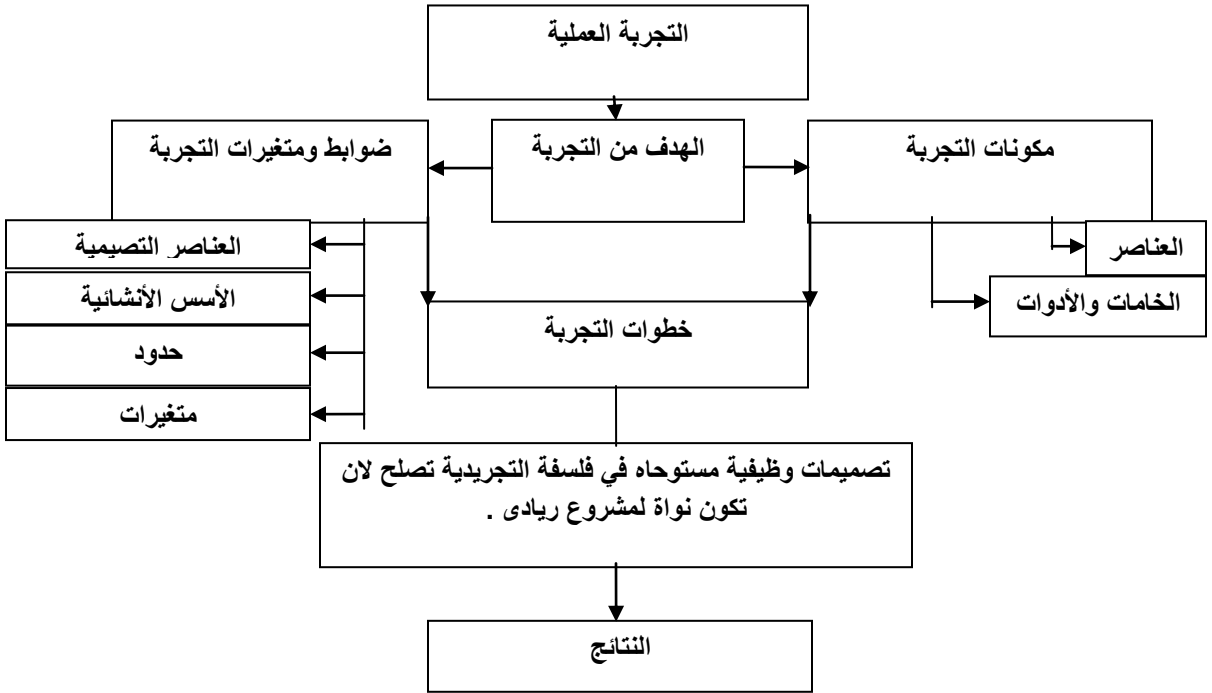 التجربة العملية
مكونات التجربة
الهدف من التجربة
ضوابط ومتغيرات التجربة
العناصر
الخامات والأدوات
العناصر التصيمية
الأسس الأنشائية
حدود
متغيرات
خطوات التجربة
تصميمات وظيفية مستوحاه في فلسفة التجريدية تصلح لان
تكون نواة لمشروع ريادى .
النتائج